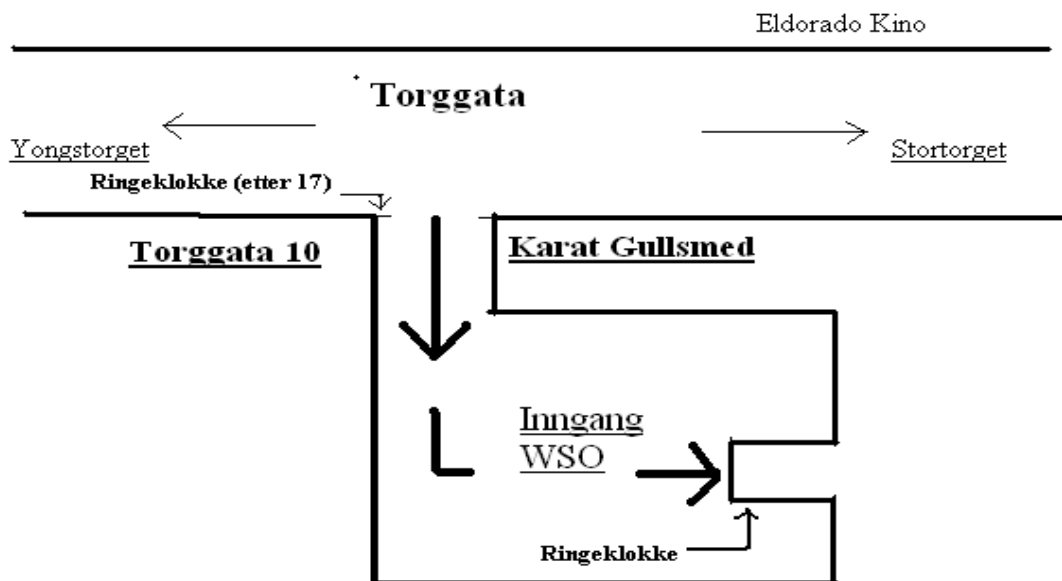 Eldorado Kino
Torggata
Yongstorget
Stortorget
Ringeklokke (etter 17)
Torggata 10
Karat Gullsmed
Inngang
WSO
Ringeklokke